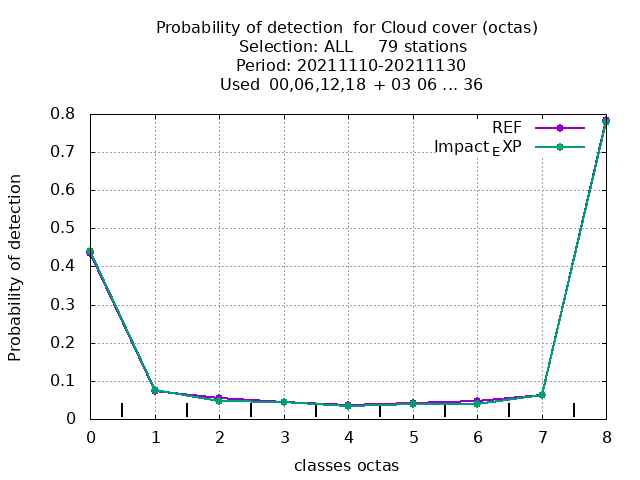 Probability of detection  for Cloud cover (octas)
Selection: ALL     79 stations
Period: 20211110-20211130
Used  00,06,12,18  + 03 06 ... 36
REF
Impact_EXP
Probability of detection
0.8
0.7
0.6
0.5
0.4
0.3
0.2
0.1
0
0 1 2 3 4 5 6 7 8
classes octas